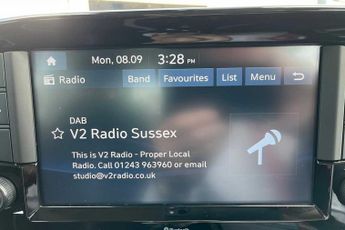 Mon, 08.09 3:28 PM
Radio Band Favourites List Menu
DAB
V2 Radio Sussex
This is V2 Radio - Proper Local
Radio. Call 01243 963960 or email
studio@v2radio.co.uk